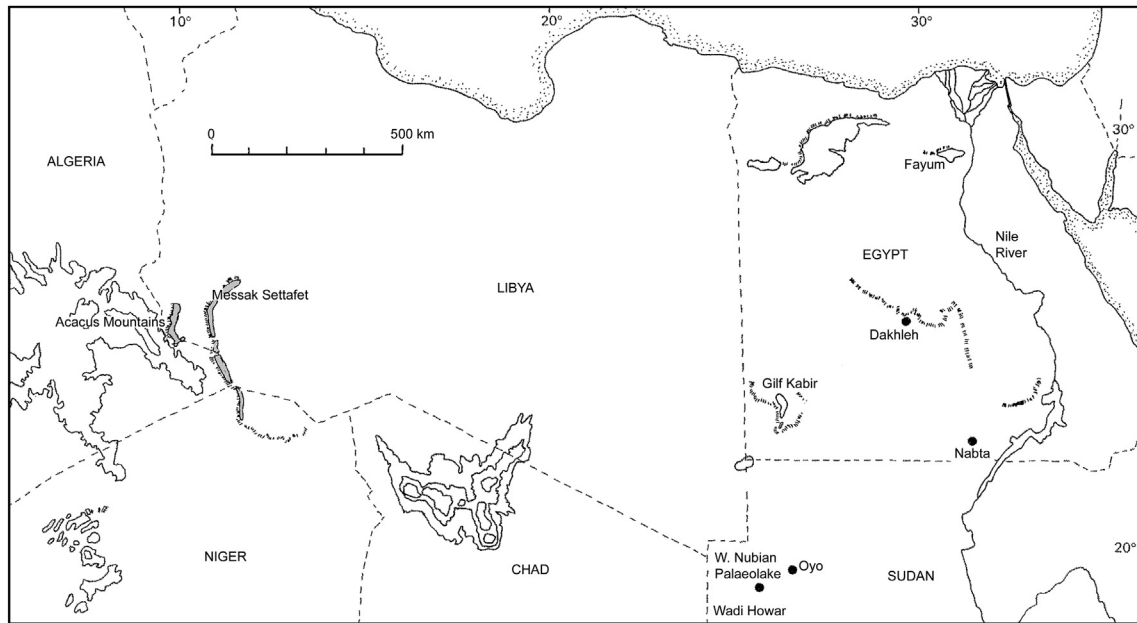 10°
20°
30°
0
500 km
30°
ALGERIA
Fayum
Nile
River
EGYPT
LIBYA
Messak Settafet
Acacus Mountains
Dakhleh
Gilf Kabir
Nabta
20°
W. Nubian
Palaeolake
Oyo
NIGER
CHAD
SUDAN
Wadi Howar